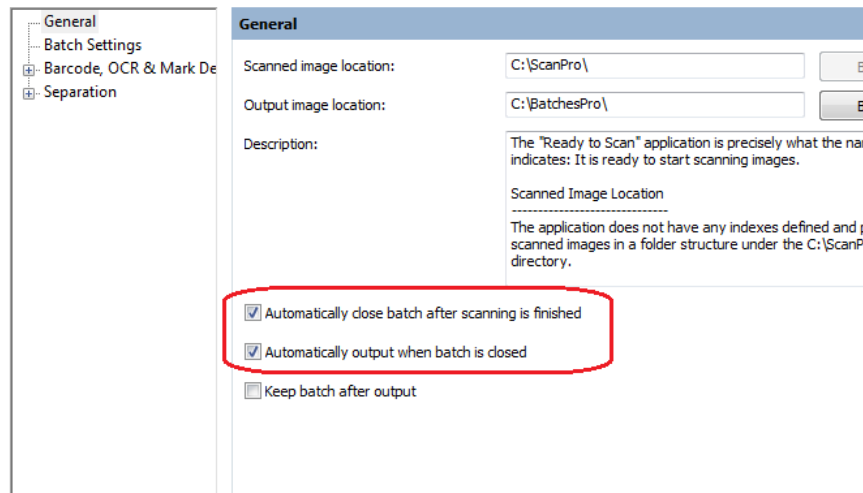 General
Batch Settings
Barcode, OCR & Mark De
Separation
General
Scanned image location:
C:\ScanPro\
Output image location:
C:\BatchesPro\
Description:
The "Ready to Scan" application is precisely what the
indicates: It is ready to start scanning images.
Scanned Image Location
------------------------------
The application does not have any indexes defined and
scanned images in a folder structure under the
directory.
Automatically close batch after scanning is finished
Automatically output when batch is closed
Keep batch after output